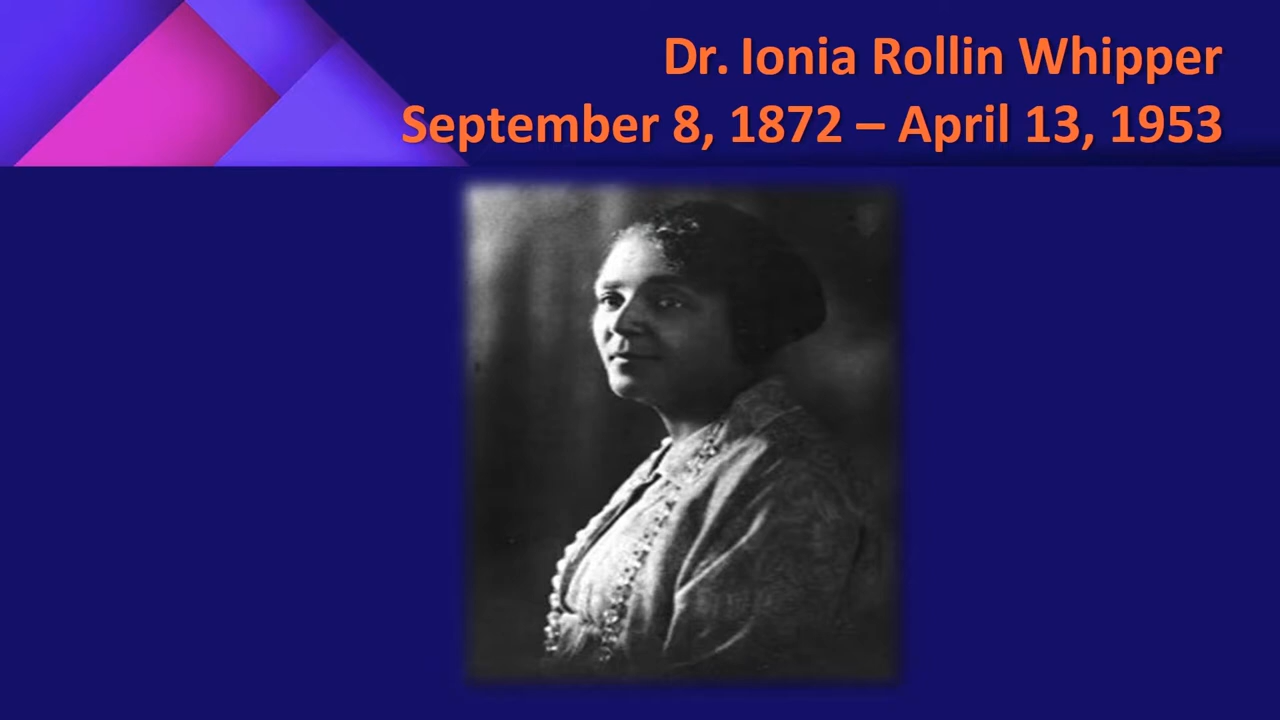 Dr. Ionia Rollin Whipper
September 8, 1872 – April 13, 1953